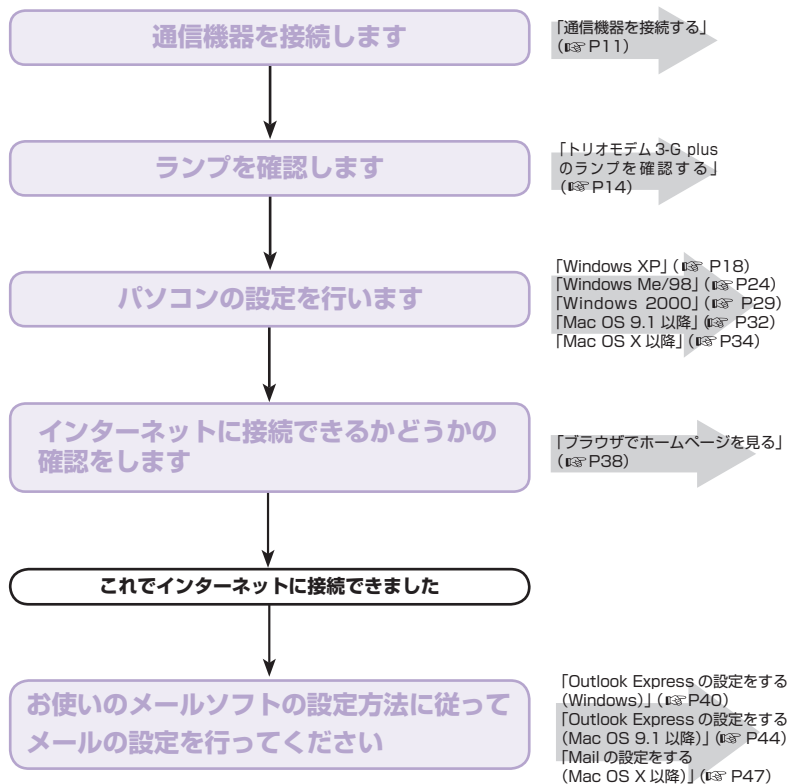 通信機器を接続します
「通信機器を接続する」
（☞P11）
ランプを確認します
「トリオモデム 3-G plus
のランプを確認する」
（☞P14）
パソコンの設定を行います
「Windows XP」（☞ P18）
「Windows Me/98」（☞P24）
「Windows 2000」（☞ P29）
「Mac OS 9.1 以降」（☞ P32）
「Mac OS X 以降」（☞P34）
インターネットに接続できるかどうかの
確認をします
「ブラウザでホームページを見る」
（☞P38）
これでインターネットに接続できました
お使いのメールソフトの設定方法に従って
メールの設定を行ってください
「Outlook Express の設定をする
（Windows）」（☞P40）
「Outlook Express の設定をする
（Mac OS 9.1 以降）」（☞ P44）
「Mail の設定をする
（Mac OS X 以降）」（☞ P47）